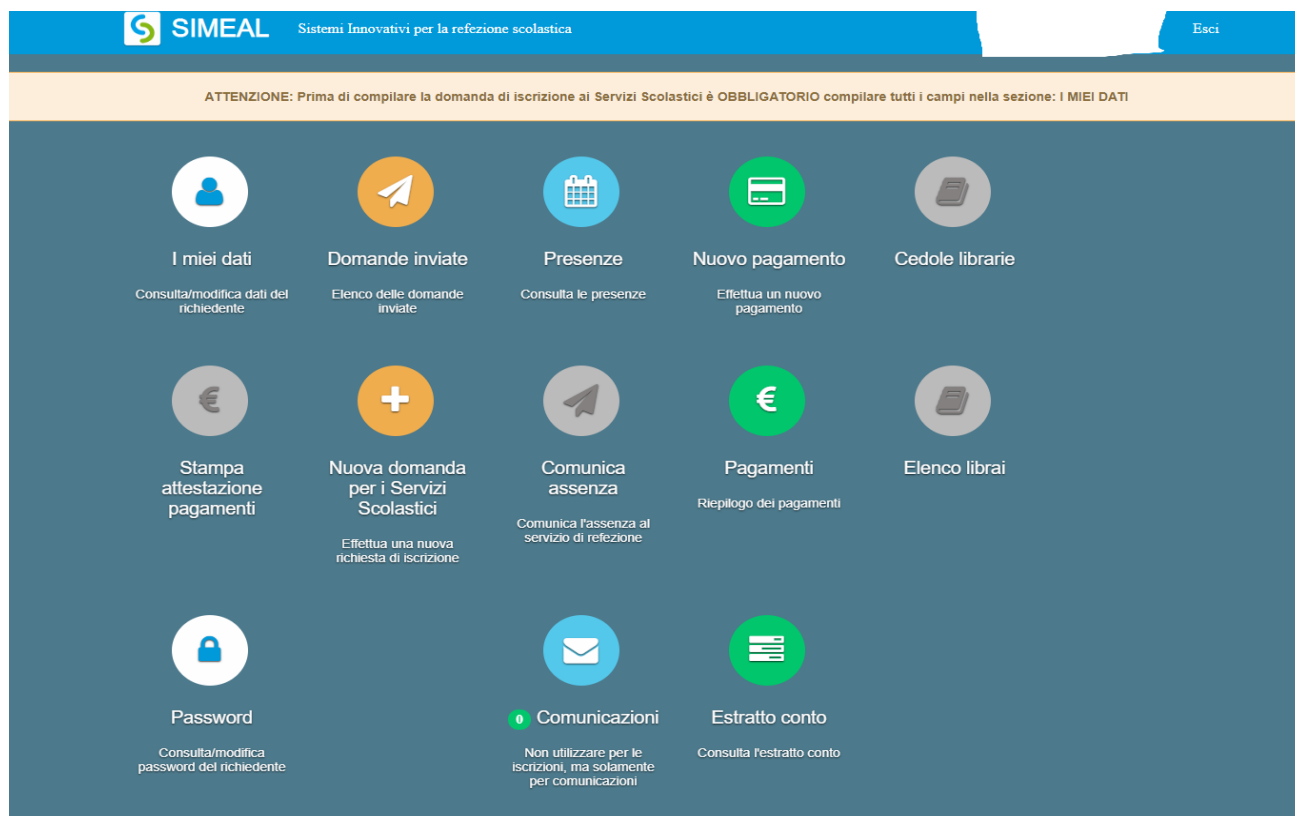 SIMEAL Sistemi Innovativi per la refezione scolastica Esci
ATTENZIONE: Prima di compilare la domanda di iscrizione ai Servizi Scolastici è OBBLIGATORIO compilare tutti i campi nella sezione: I MIEI DATI
I miei dati
Consulta/modifica dati del
richiedente
Domande inviate
Elenco delle domande
inviate
Presenze
Consulta le presenze
Nuovo pagamento
Effettua un nuovo
pagamento
Cedole librarie
Stampa
attestazione
pagamenti
Nuova domanda
per i Servizi
Scolastici
Effettua una nuova
richiesta di iscrizione
Comunica
assenza
Comunica l'assenza al
servizio di refezione
Pagamenti
Riepilogo dei pagamenti
Elenco librai
Password
Consulta/modifica
password del richiedente
0 Comunicazioni
Non utilizzare per le
iscrizioni, ma solamente
per comunicazioni
Estratto conto
Consulta l'estratto conto